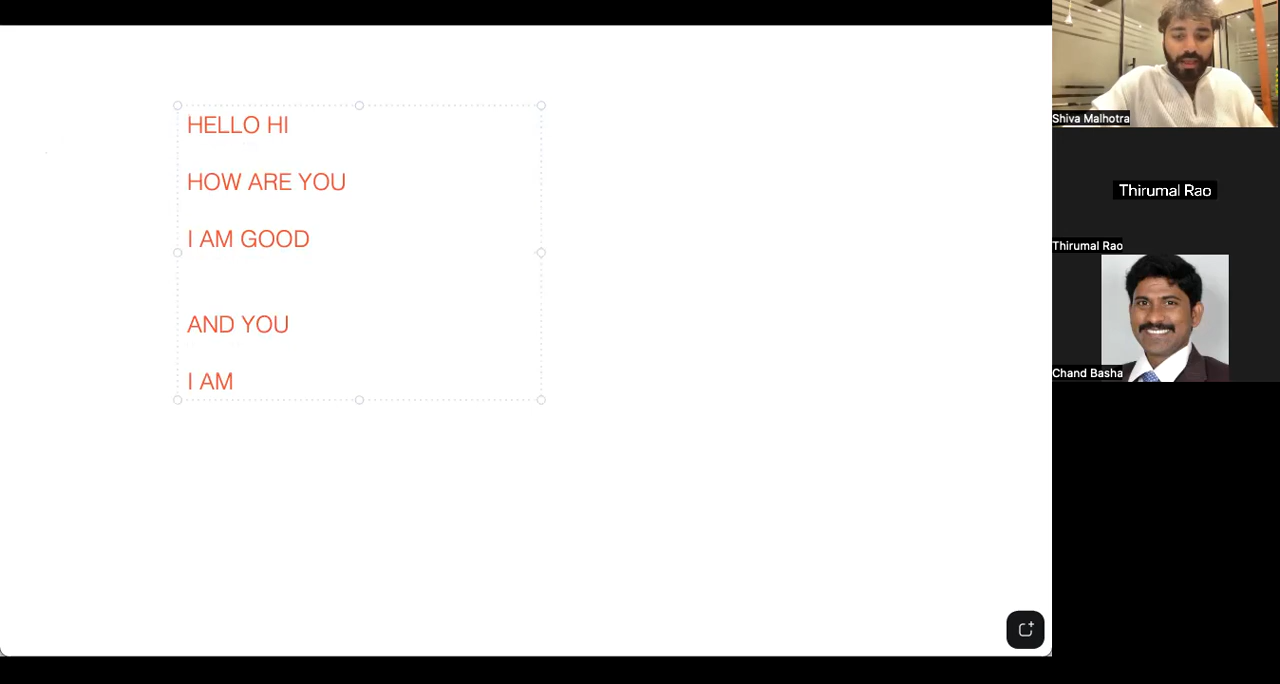 HELLO HI
HOW ARE YOU
I AM GOOD
AND YOU
I AM
Shiva Malhotra
Thirumal Rao
Thirumal Rao
Chand Basha